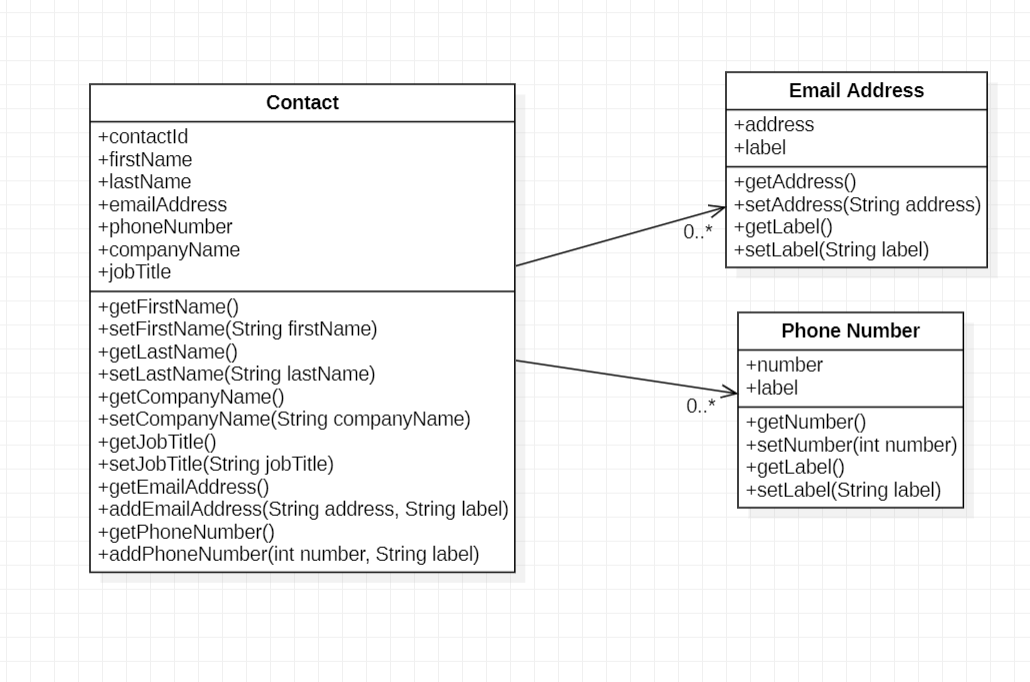 Contact
+contactId
+firstName
+lastName
+emailAddress
+phoneNumber
+companyName
+jobTitle
+getFirstName()
+setFirstName(String firstName)
+getLastName()
+setLastName(String lastName)
+getCompanyName()
+setCompanyName(String companyName)
+getJobTitle()
+setJobTitle(String jobTitle)
+getEmailAddress()
+addEmailAddress(String address, String label)
+getPhoneNumber()
+addPhoneNumber(int number, String label)
0..*
0..*
Email Address
+address
+label
+getAddress()
+setAddress(String address)
+getLabel()
+setLabel(String label)
Phone Number
+number
+label
+getNumber()
+setNumber(int number)
+getLabel()
+setLabel(String label)